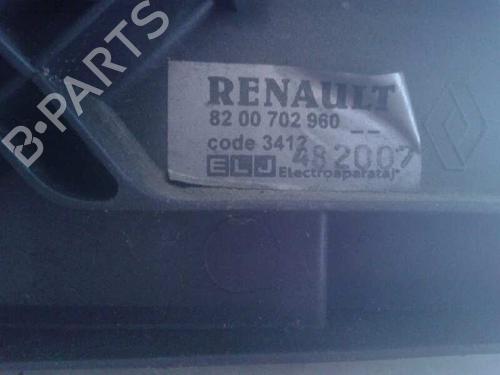 B-PARTS
RENAULT
82 00 702 960 --
code 3412
482007
ELJ Electroaparataj